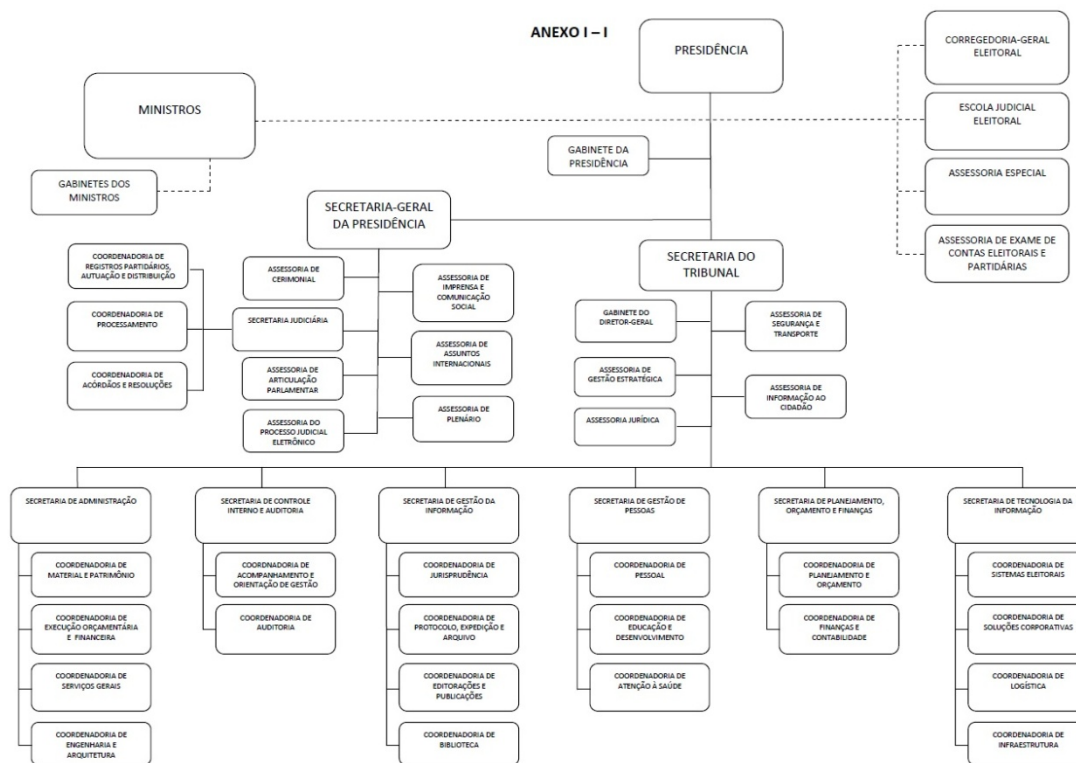 ANEXO I – I
PRESIDÊNCIA
CORREGEDORIA-GERAL
ELEITORAL
MINISTROS
ESCOLA JUDICIAL
ELEITORAL
GABINETE DA
PRESIDÊNCIA
ASSESSORIA ESPECIAL
GABINETES DOS
MINISTROS
SECRETARIA-GERAL
DA PRESIDÊNCIA
SECRETARIA DO
TRIBUNAL
ASSESSORIA DE EXAME DE
CONTAS ELEITORAIS E
PARTIDÁRIAS
COORDENADORIA DE
REGISTROS PARTIDÁRIOS,
AUTUAÇÃO E DISTRIBUIÇÃO
COORDENADORIA
DE PROCESSAMENTO
COORDENADORIA
DE ACÓRDÃOS E RESOLUÇÕES
ASSESSORIA DE
CERIMONIAL
SECRETARIA JUDICIÁRIA
ASSESSORIA DE
ARTICULAÇÃO
PARLAMENTAR
ASSESSORIA DO
PROCESSO JUDICIAL
ELETRÔNICO
ASSESSORIA DE
IMPRENSA E
COMUNICAÇÃO
SOCIAL
ASSESSORIA DE
ASSUNTOS
INTERNACIONAIS
ASSESSORIA DE
PLENÁRIO
GABINETE DO
DIRETOR-GERAL
ASSESSORIA
DE GESTÃO ESTRATÉGICA
ASSESSORIA JURÍDICA
ASSESSORIA DE
SEGURANÇA E
TRANSPORTE
ASSESSORIA DE
INFORMAÇÃO AO
CIDADÃO
SECRETARIA DE ADMINISTRAÇÃO
COORDENADORIA DE
MATERIAL E PATRIMÔNIO
COORDENADORIA DE
EXECUÇÃO ORÇAMENTÁRIA
E FINANCEIRA
COORDENADORIA DE
SERVIÇOS GERAIS
COORDENADORIA DE
ENGENHARIA E
ARQUITETURA
SECRETARIA DE CONTROLE
INTERNO E AUDITORIA
COORDNADORIA DE
ACOMPANHAMENTO E
ORIENTAÇÃO DE GESTÃO
COORDENADORIA DE
AUDITORIA
SECRETARIA DE GESTÃO DA
INFORMAÇÃO
COORDENADORIA DE
JURISPRUDÊNCIA
COORDENADORIA DE
PROTOCOLO, EXPEDIÇÃO E
ARQUIVO
COORDENADORIA DE
EDITORAÇÕES E
PUBLICAÇÕES
COORDENADORIA DE
BIBLIOTECA
SECRETARIA DE GESTÃO DE
PESSOAS
COORDENADORIA DE
PESSOAL
COORDENADORIA DE
EDUCAÇÃO E
DESENVOLVIMENTO
COORDENADORIA DE
ATENÇÃO À SAÚDE
SECRETARIA DE PLANEJAMENTO,
ORÇAMENTO E FINANÇAS
COORDENADORIA DE
PLANEJAMENTO E
ORÇAMENTO
COORDENADORIA DE
FINANÇAS E
CONTABILIDADE
SECRETARIA DE TECNOLOGIA DA
INFORMAÇÃO
COORDENADORIA DE
SISTEMAS ELEITORAIS
COORDENADORIA DE
SOLUÇÕES CORPORATIVAS
COORDENADORIA DE
LOGÍSTICA
COORDENADORIA DE
INFRAESTRUTURA